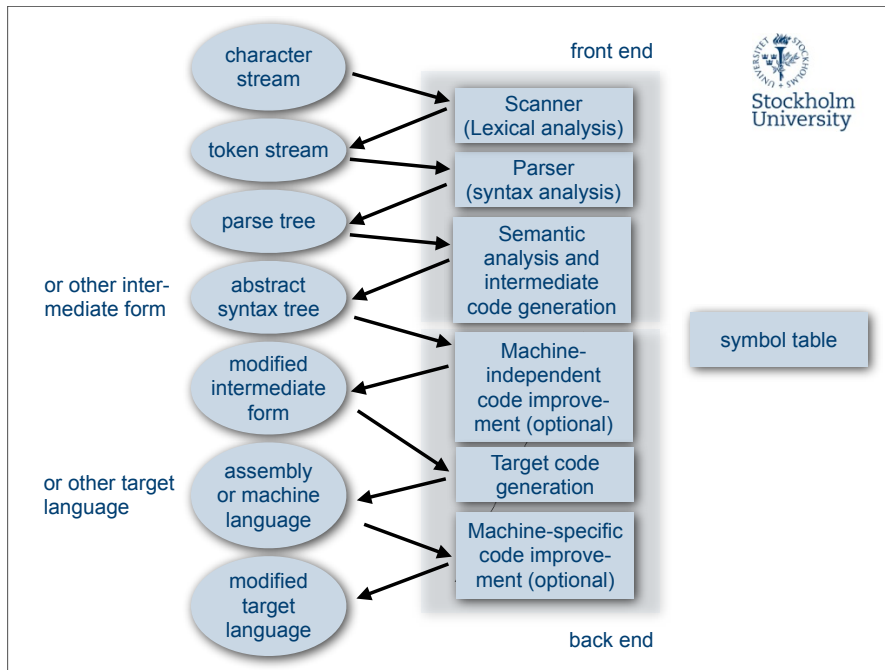 character
stream
front end
UNIVERSITET
STOCKHOLMS
Stockholm
University
Scanner
(Lexical analysis)
token stream
Parser
(syntax analysis)
parse tree
Semantic
analysis and
intermediate
code generation
or other inter-
mediate form
abstract
syntax tree
symbol table
Machine-
independent
code improve-
ment (optional)
modified
intermediate
form
Target code
generation
or other target
language
assembly
or machine
language
Machine-specific
code improve-
ment (optional)
modified
target
language
back end